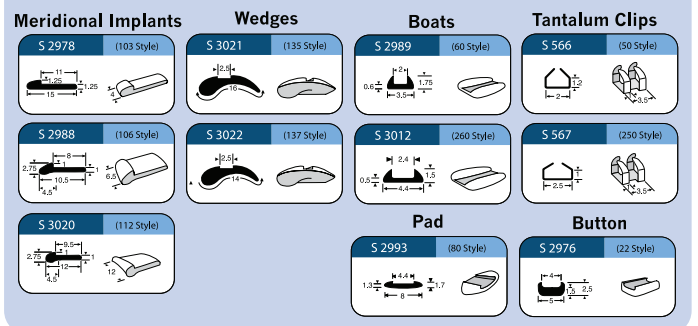 Meridional Implants
S 2978 (103 Style)
11
1.25
1.25
15
4
S 2988 (106 Style)
8
2.75
1
1
10.5
4.5
6.5
S 3020 (112 Style)
9.5
2.75
1
1
12
4.5
12
Wedges
S 3021 (135 Style)
2.5
16
S 3022 (137 Style)
2.5
14
Boats
S 2989 (60 Style)
2
0.6
1.75
3.5
S 3012 (260 Style)
2.4
0.5
1.5
4.4
Tantalum Clips
S 566 (50 Style)
1.2
2
3.5
S 567 (250 Style)
1
2.5
3.5
Pad
S 2993 (80 Style)
4.4
1.3
1.7
8
Button
S 2976 (22 Style)
4
1.5
2.5
5